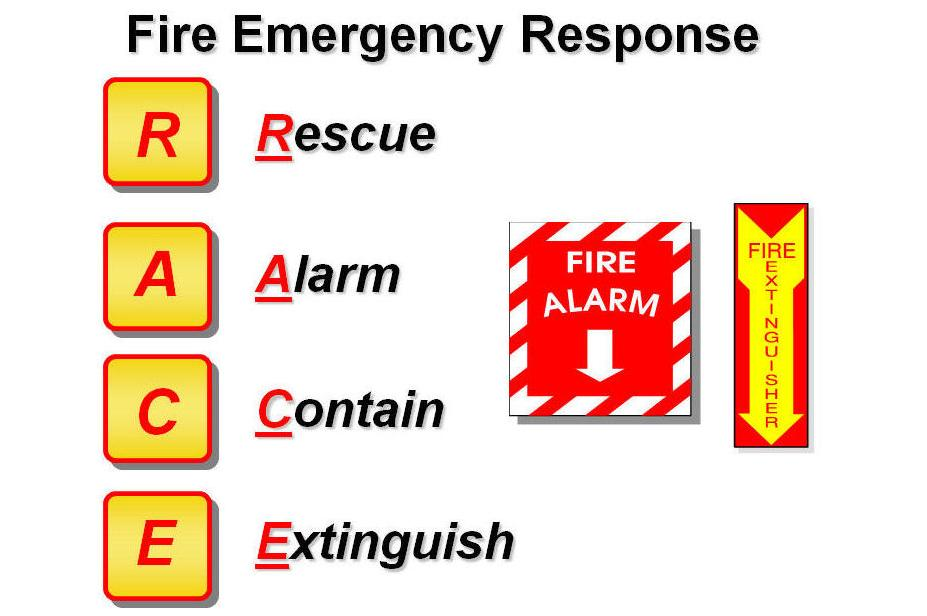 Fire Emergency Response
R Rescue
A Alarm
C Contain
E Extinguish
FIRE
ALARM
FIRE
EXTINGUISHER